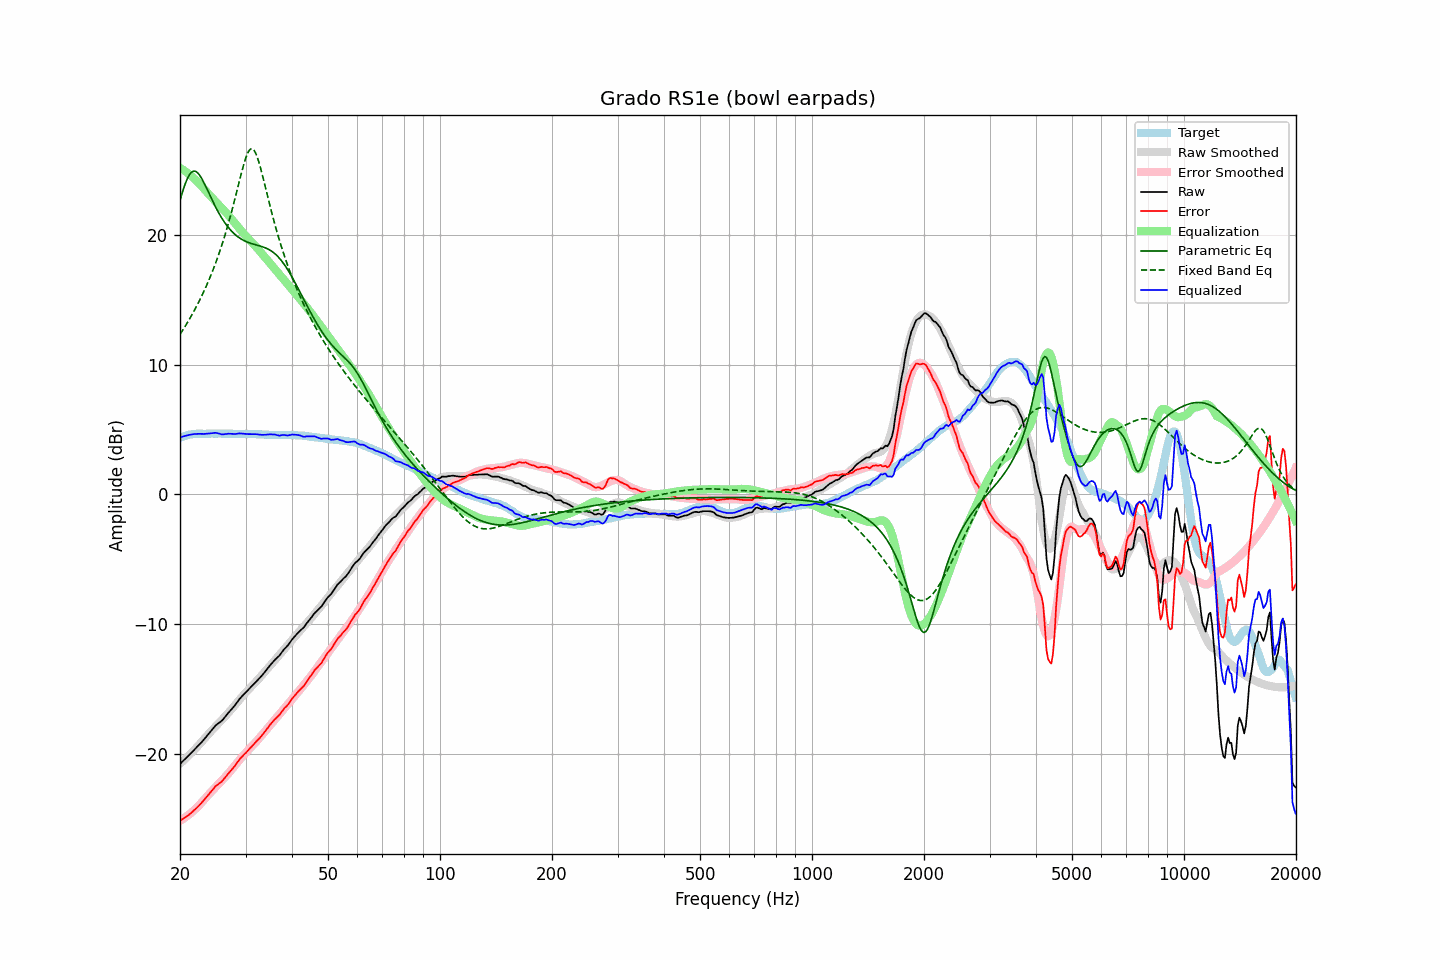 Grado RS1e (bowl earpads)
Target
Raw Smoothed
Error Smoothed
Raw
Error
Equalization
Parametric Eq
Fixed Band Eq
Equalized
Amplitude (dBr)
20
10
0
−10
−20
20 50 100 200 500 1000 2000 5000 10000 20000
Frequency (Hz)